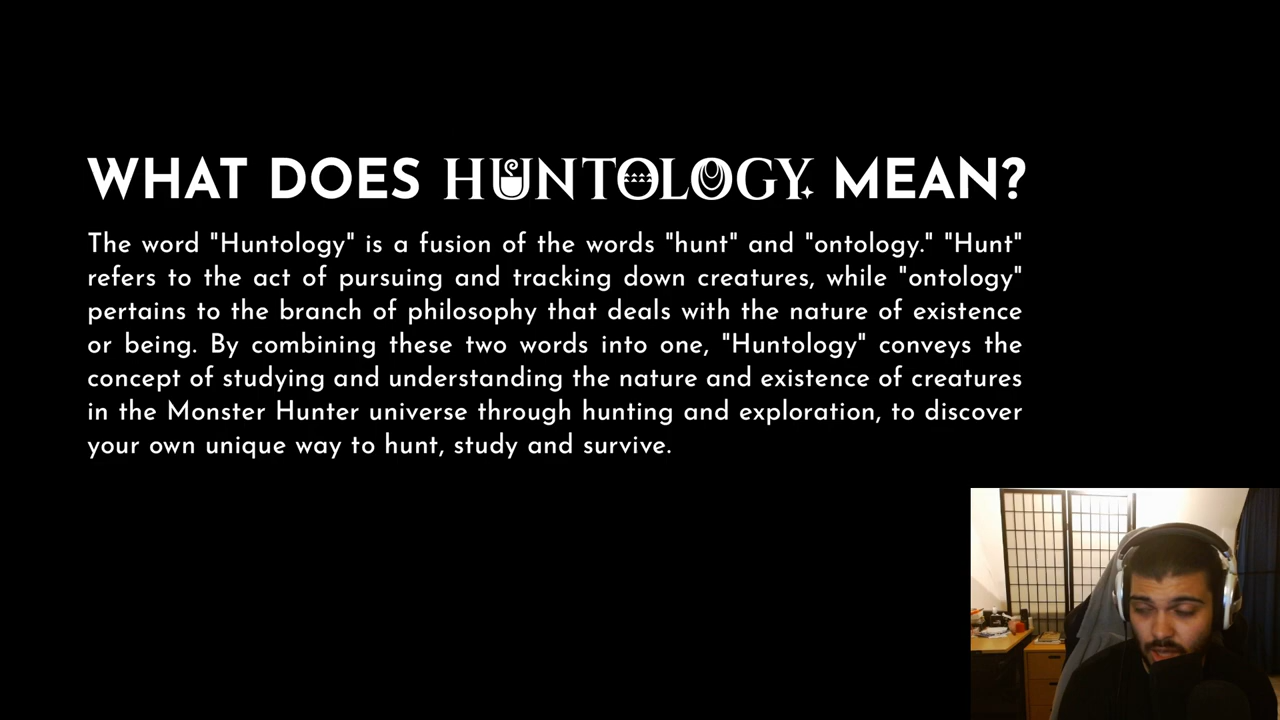 WHAT DOES HUNTOLOGY MEAN?
The word "Huntology" is a fusion of the words "hunt" and "ontology." "Hunt"
refers to the act of pursuing and tracking down creatures, while "ontology"
pertains to the branch of philosophy that deals with the nature of existence
or being. By combining these two words into one, "Huntology" conveys the
concept of studying and understanding the nature and existence of creatures
in the Monster Hunter universe through hunting and exploration, to discover
your own unique way to hunt, study and survive.